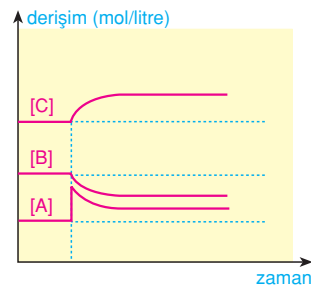 derişim (mol/litre)
[C]
[B]
[A]
zaman